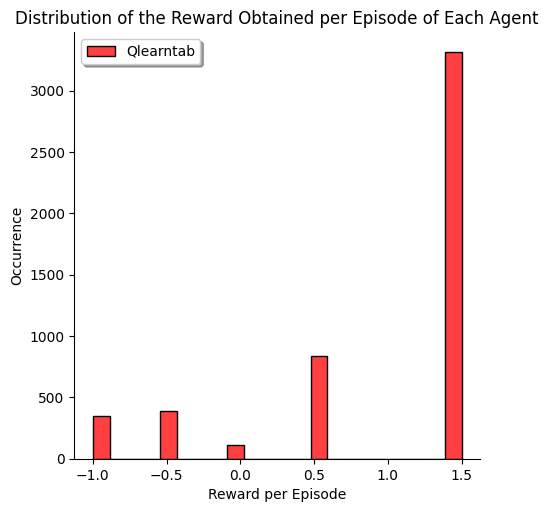 Distribution of the Reward Obtained per Episode of Each Agent
Qlearntab
3000
2500
2000
1500
1000
500
0
Occurrence
−1.0 −0.5 0.0 0.5 1.0 1.5
Reward per Episode